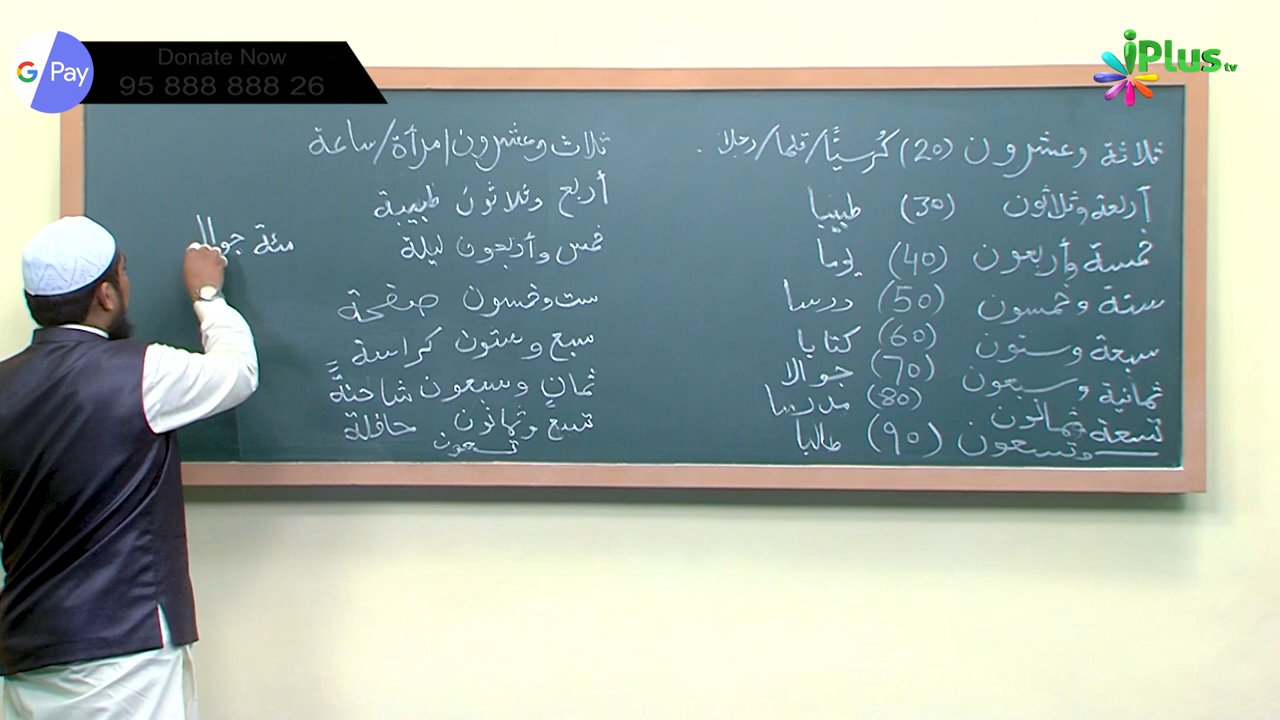 G Pay
Donate Now
95 888 888 26
iPlus tv
ثلاثة وعشرون (20) كُرسيًّا/قلما/رجلا.
أربعة وثلاثون (30) طبيبا
خمسة وأربعون (40) يوما
ستة وخمسون (50) درسا
سبعة وستون (60) كتابا
ثمانية وسبعون (70) جوالا
تسعة وثمانون (80) مدرسا
وتسعون (90) طالبا
ثلاث وعشرون امرأة/ساعة
أربع وثلاثون طبيبة
خمس وأربعون ليلة
ست وخمسون صفحة
سبع وستون كراسة
ثمانٍ وسبعون شاحنةً
تسع وثمانون حافلة
تسعون
مئة جوال